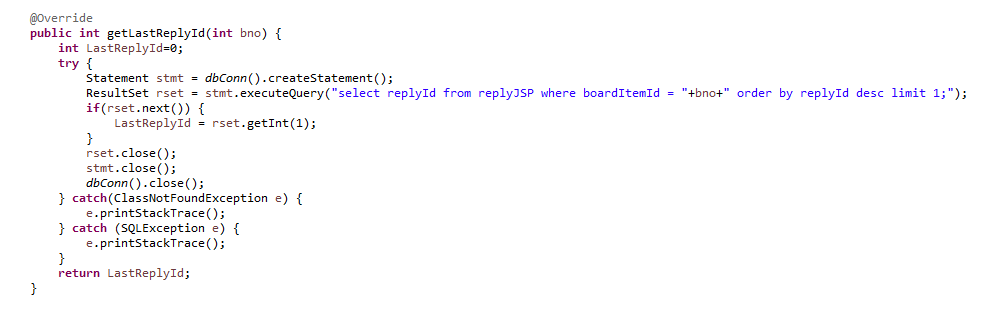 @Override
public int getLastReplyId(int bno) {
    int LastReplyId=0;
    try {
        Statement stmt = dbConn().createStatement();
        ResultSet rset = stmt.executeQuery("select replyId from replyJSP where boardItemId = "+bno+" order by replyId desc limit 1;");
        if(rset.next()) {
            LastReplyId = rset.getInt(1);
        }
        rset.close();
        stmt.close();
        dbConn().close();
    } catch(ClassNotFoundException e) {
        e.printStackTrace();
    } catch (SQLException e) {
        e.printStackTrace();
    }
    return LastReplyId;
}